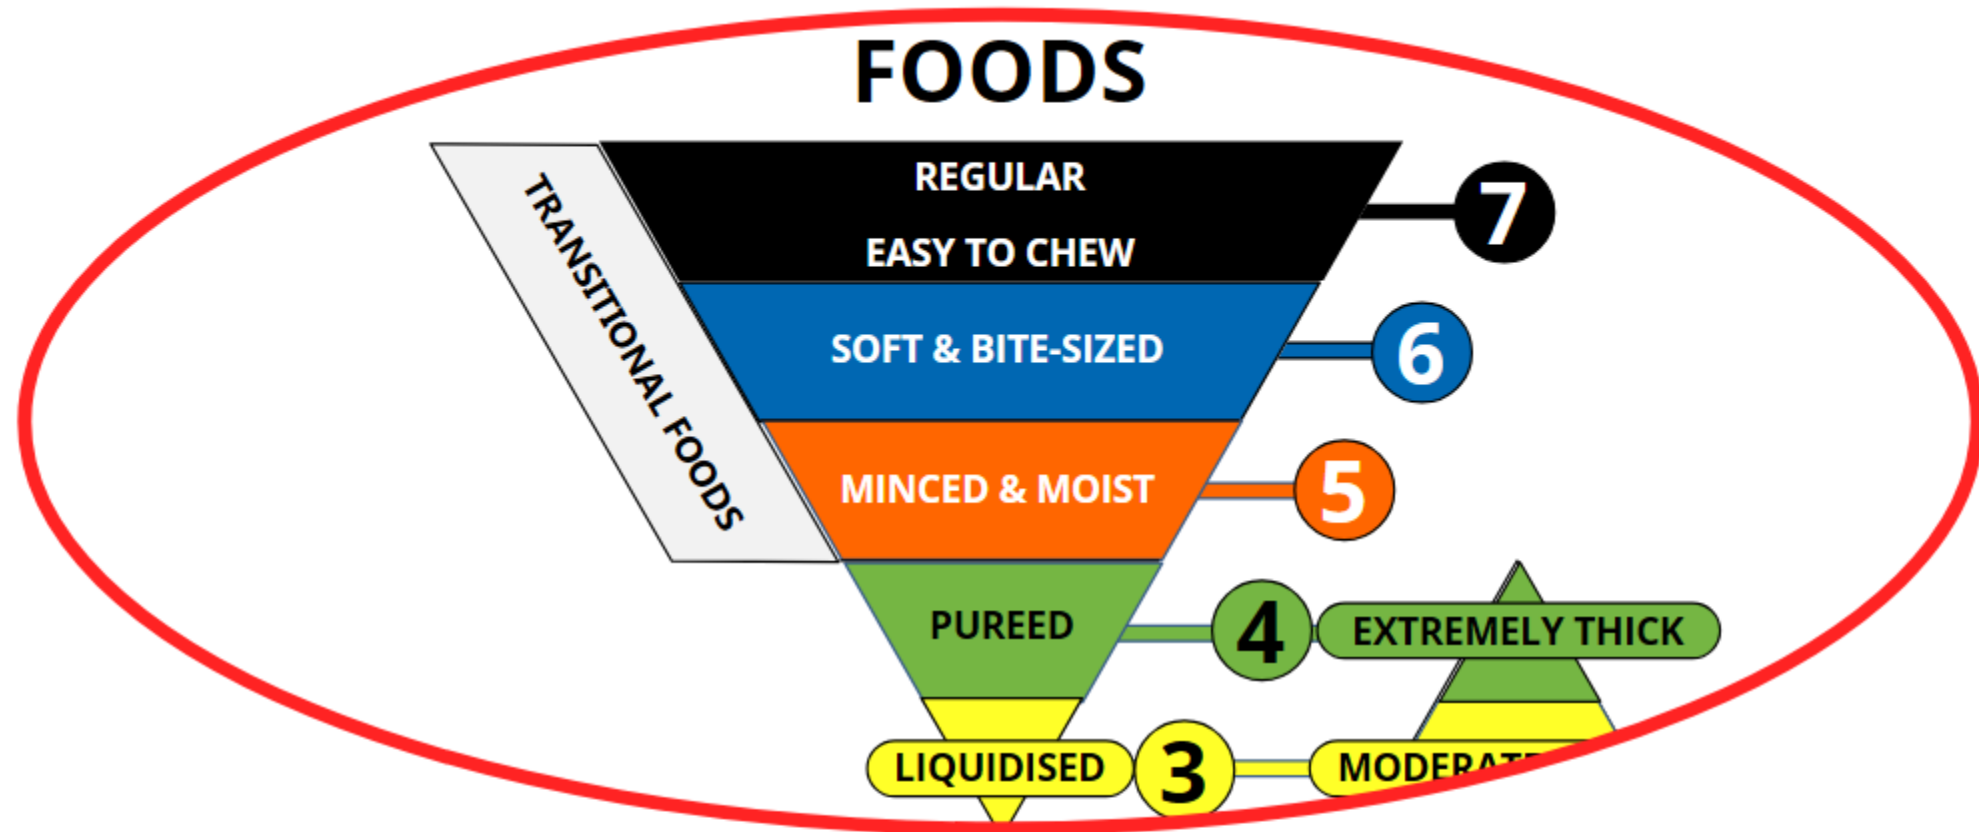 FOODS
TRANSITIONAL FOODS
REGULAR
EASY TO CHEW
7
SOFT & BITE-SIZED
6
MINCED & MOIST
5
PUREED
4
EXTREMELY THICK
LIQUIDISED
3